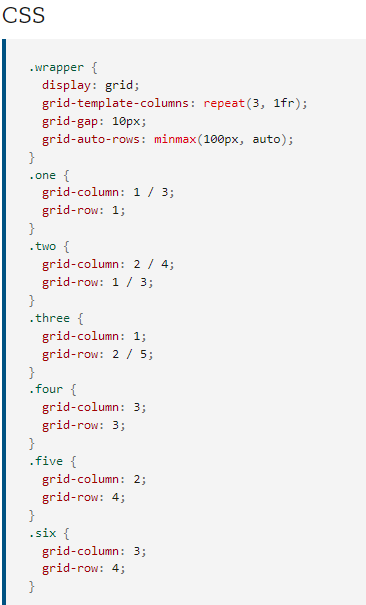 CSS
.wrapper {
  display: grid;
  grid-template-columns: repeat(3, 1fr);
  grid-gap: 10px;
  grid-auto-rows: minmax(100px, auto);
}
.one {
  grid-column: 1 / 3;
  grid-row: 1;
}
.two {
  grid-column: 2 / 4;
  grid-row: 1 / 3;
}
.three {
  grid-column: 1;
  grid-row: 2 / 5;
}
.four {
  grid-column: 3;
  grid-row: 3;
}
.five {
  grid-column: 2;
  grid-row: 4;
}
.six {
  grid-column: 3;
  grid-row: 4;
}